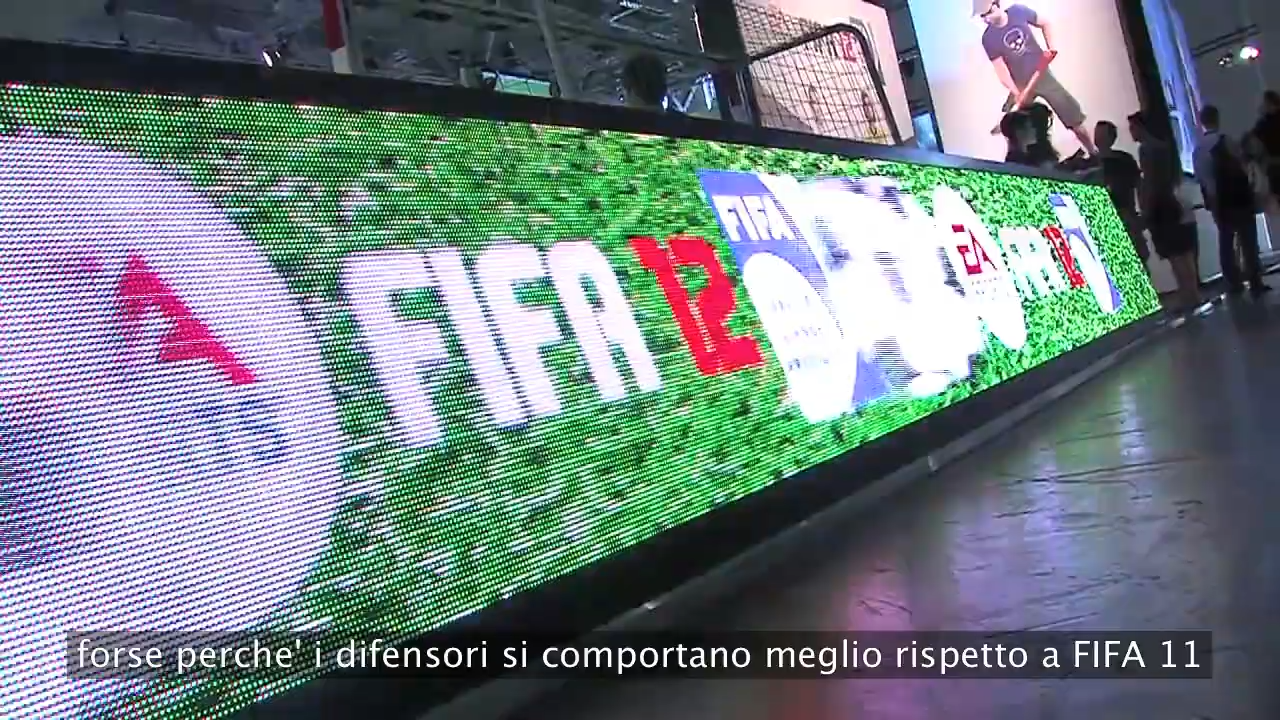 FIFA 12
FIFA
EA
FIFA 12
forse perche' i difensori si comportano meglio rispetto a FIFA 11